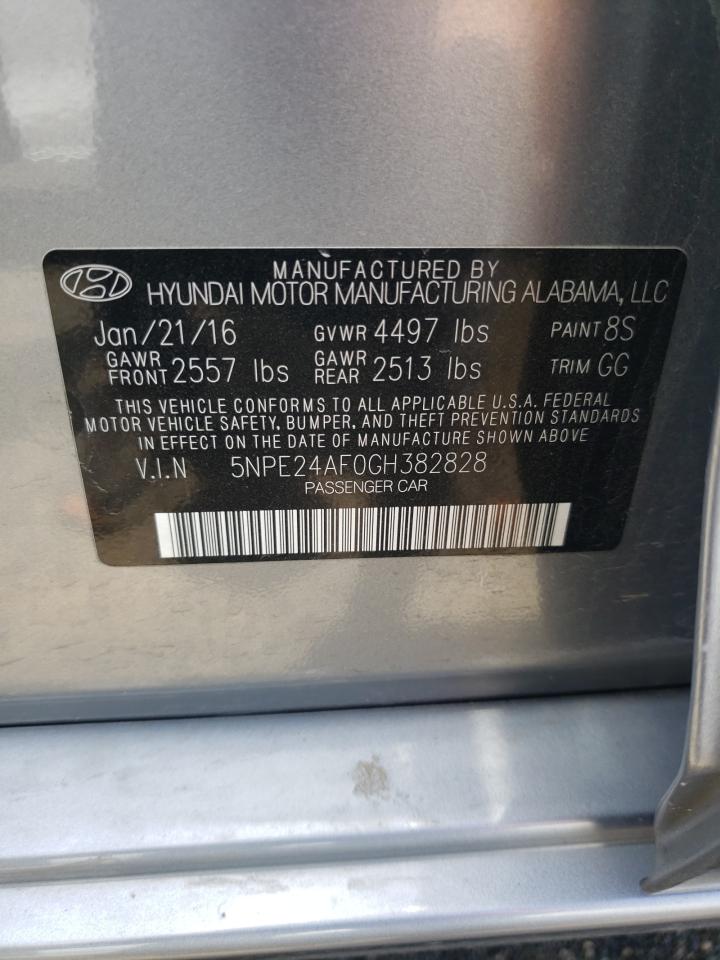 MANUFACTURED BY
HYUNDAI MOTOR MANUFACTURING ALABAMA, LLC
Jan/21/16 GVWR 4497 lbs PAINT 8S
GAWR FRONT 2557 lbs GAWR REAR 2513 lbs TRIM GG
THIS VEHICLE CONFORMS TO ALL APPLICABLE U.S.A. FEDERAL
MOTOR VEHICLE SAFETY, BUMPER, AND THEFT PREVENTION STANDARDS
IN EFFECT ON THE DATE OF MANUFACTURE SHOWN ABOVE
V.I.N 5NPE24AF0GH382828
PASSENGER CAR